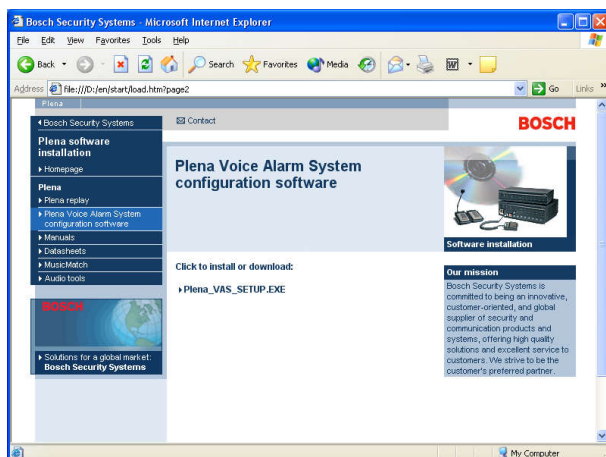 Bosch Security Systems - Microsoft Internet Explorer
File Edit View Favorites Tools Help
Back Search Favorites Media
Address file:///D:/en/start/load.htm?page2 Go Links »
Plena
Bosch Security Systems
Contact
BOSCH
Plena software
installation
Homepage
Plena
Plena replay
Plena Voice Alarm System
configuration software
Manuals
Datasheets
MusicMatch
Audio tools
BOSCH
Solutions for a global market:
Bosch Security Systems
Plena Voice Alarm System
configuration software
Click to install or download:
Plena_VAS_SETUP.EXE
Software installation
Our mission
Bosch Security Systems is
committed to being an innovative,
customer-oriented, and global
supplier of security and
communication products and
systems, offering high quality
solutions and excellent service to
customers. We strive to be the
customer's preferred partner.
My Computer